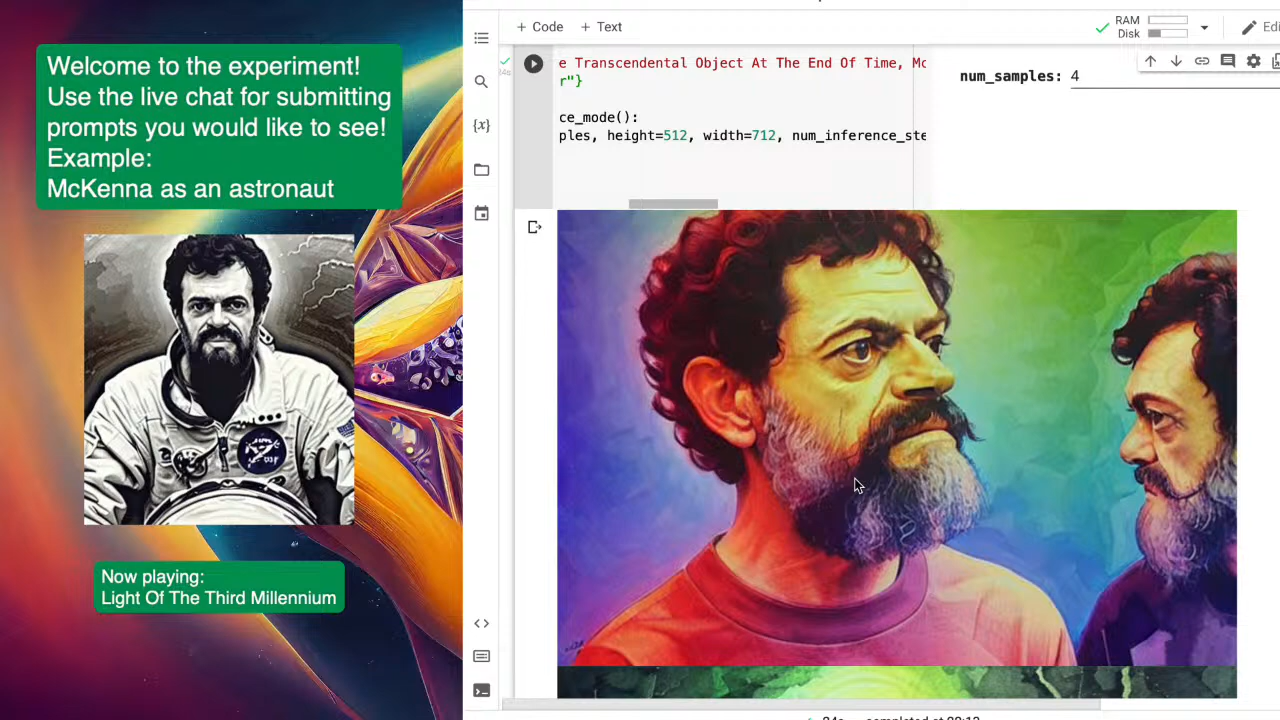 Welcome to the experiment!
Use the live chat for submitting
prompts you would like to see!
Example:
McKenna as an astronaut
Now playing:
Light Of The Third Millennium
+ Code + Text
RAM
Disk
e Transcendental Object At The End Of Time, Mc
r"}
ce_mode():
ples, height=512, width=712, num_inference_ste
num_samples: 4
{x}